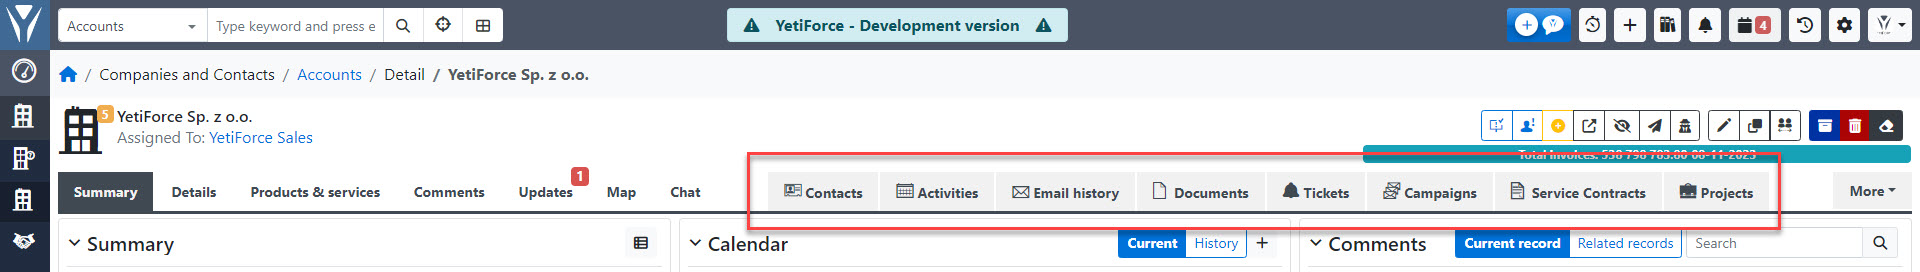 Accounts Type keyword and press e YetiForce - Development version 4
/ Companies and Contacts / Accounts / Detail / YetiForce Sp. z o.o.
5 YetiForce Sp. z o.o.
Assigned To: YetiForce Sales
Total Invoices: 538 798 783.80 08-11-2023
Summary Details Products & services Comments Updates 1 Map Chat Contacts Activities Email history Documents Tickets Campaigns Service Contracts Projects More
Summary Calendar Current History + Comments Current record Related records Search